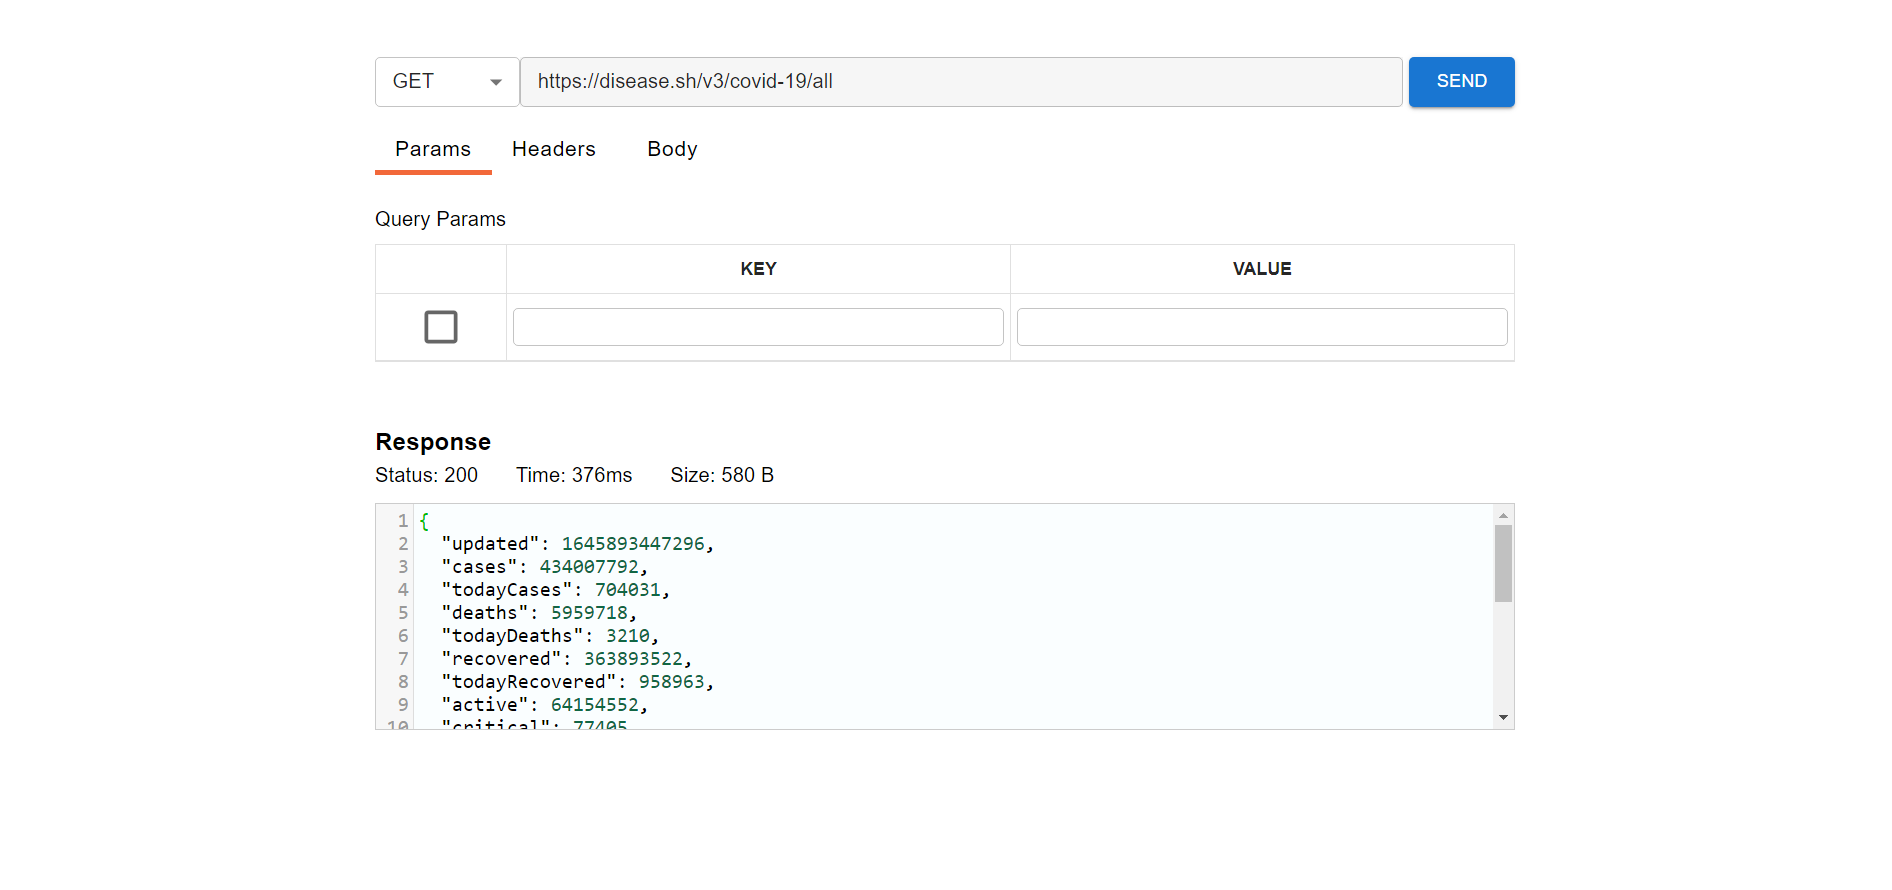 GET https://disease.sh/v3/covid-19/all SEND
Params Headers Body
Query Params
KEY VALUE
Response
Status: 200 Time: 376ms Size: 580 B
1 {
2 "updated": 1645893447296,
3 "cases": 434007792,
4 "todayCases": 704031,
5 "deaths": 5959718,
6 "todayDeaths": 3210,
7 "recovered": 363893522,
8 "todayRecovered": 958963,
9 "active": 64154552,
10 "critical": 77405